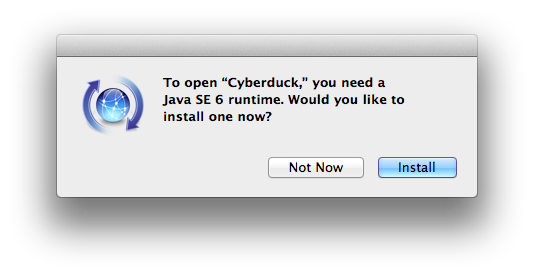 To open “Cyberduck,” you need a
Java SE 6 runtime. Would you like to
install one now?
Not Now
Install